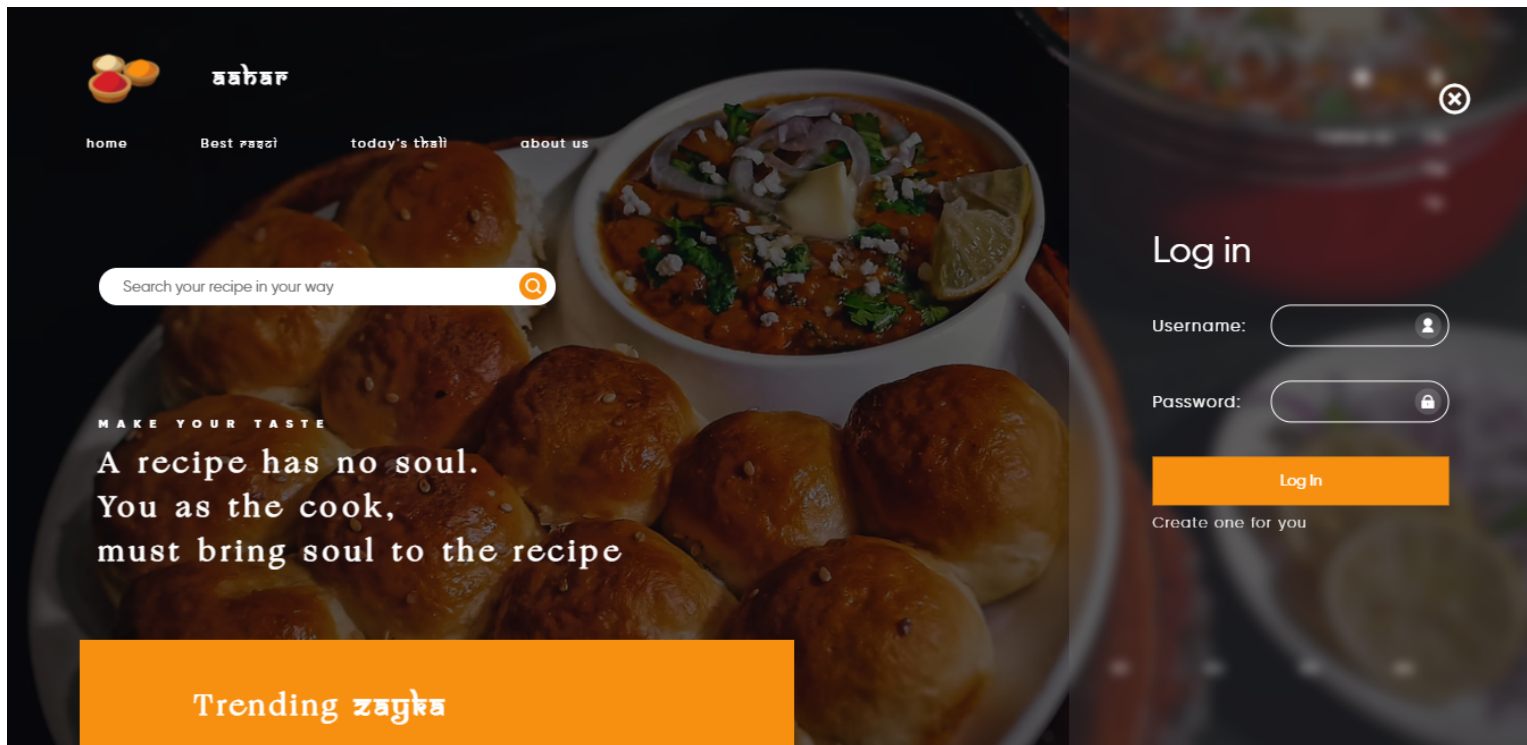 aahar
home
Best rasoi
today's thali
about us
Search your recipe in your way
MAKE YOUR TASTE
A recipe has no soul.
You as the cook,
must bring soul to the recipe
Trending zayka
Log in
Username:
Password:
Log In
Create one for you